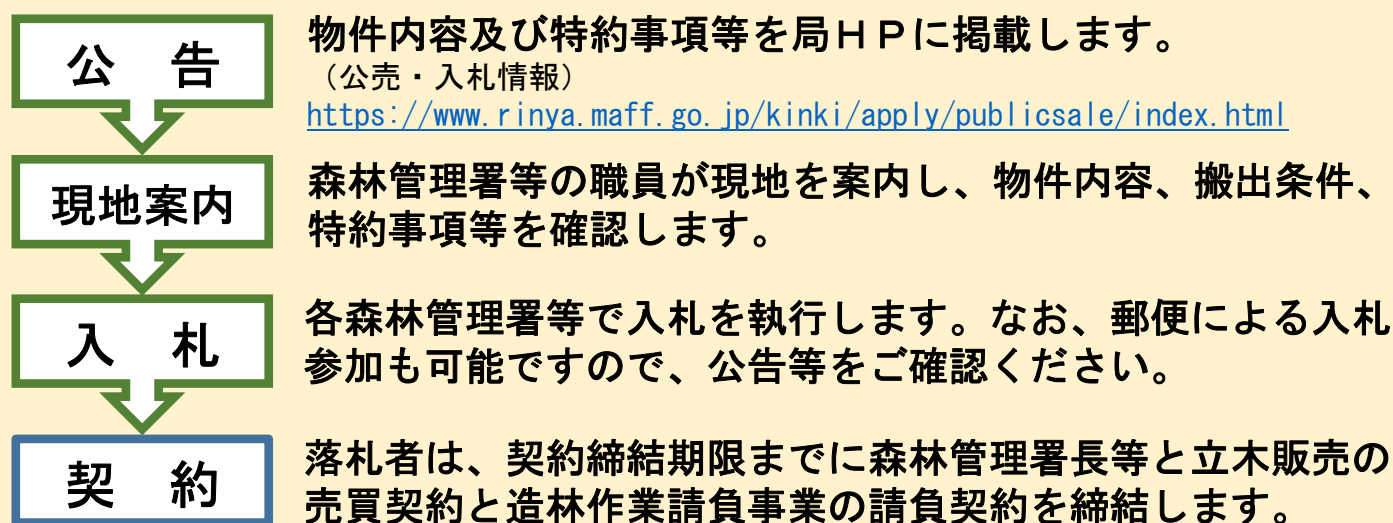 公　告
物件内容及び特約事項等を局ＨＰに掲載します。
（公売・入札情報）
https://www.rinya.maff.go.jp/kinki/apply/publicsale/index.html
現地案内
森林管理署等の職員が現地を案内し、物件内容、搬出条件、
特約事項等を確認します。
入　札
各森林管理署等で入札を執行します。なお、郵便による入札
参加も可能ですので、公告等をご確認ください。
契　約
落札者は、契約締結期限までに森林管理署長等と立木販売の
売買契約と造林作業請負事業の請負契約を締結します。